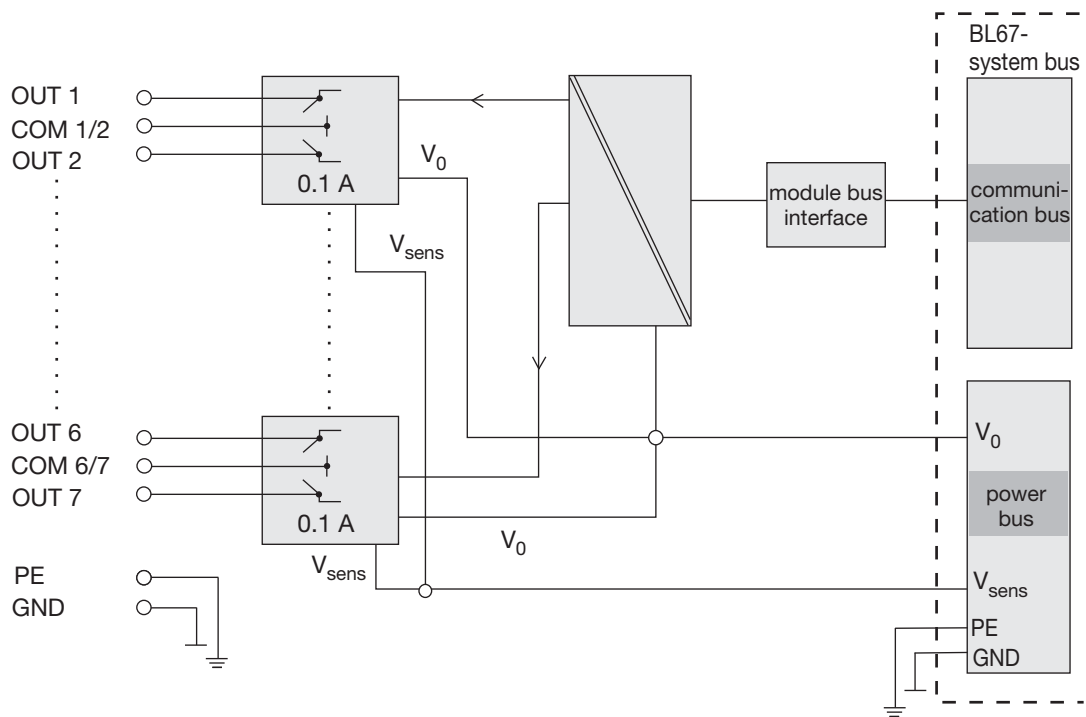 BL67-
system bus
OUT 1
COM 1/2
OUT 2
0.1 A
V0
Vsens
module bus
interface
communi-
cation bus
OUT 6
COM 6/7
OUT 7
0.1 A
V0
Vsens
V0
power
bus
Vsens
PE
GND
PE
GND